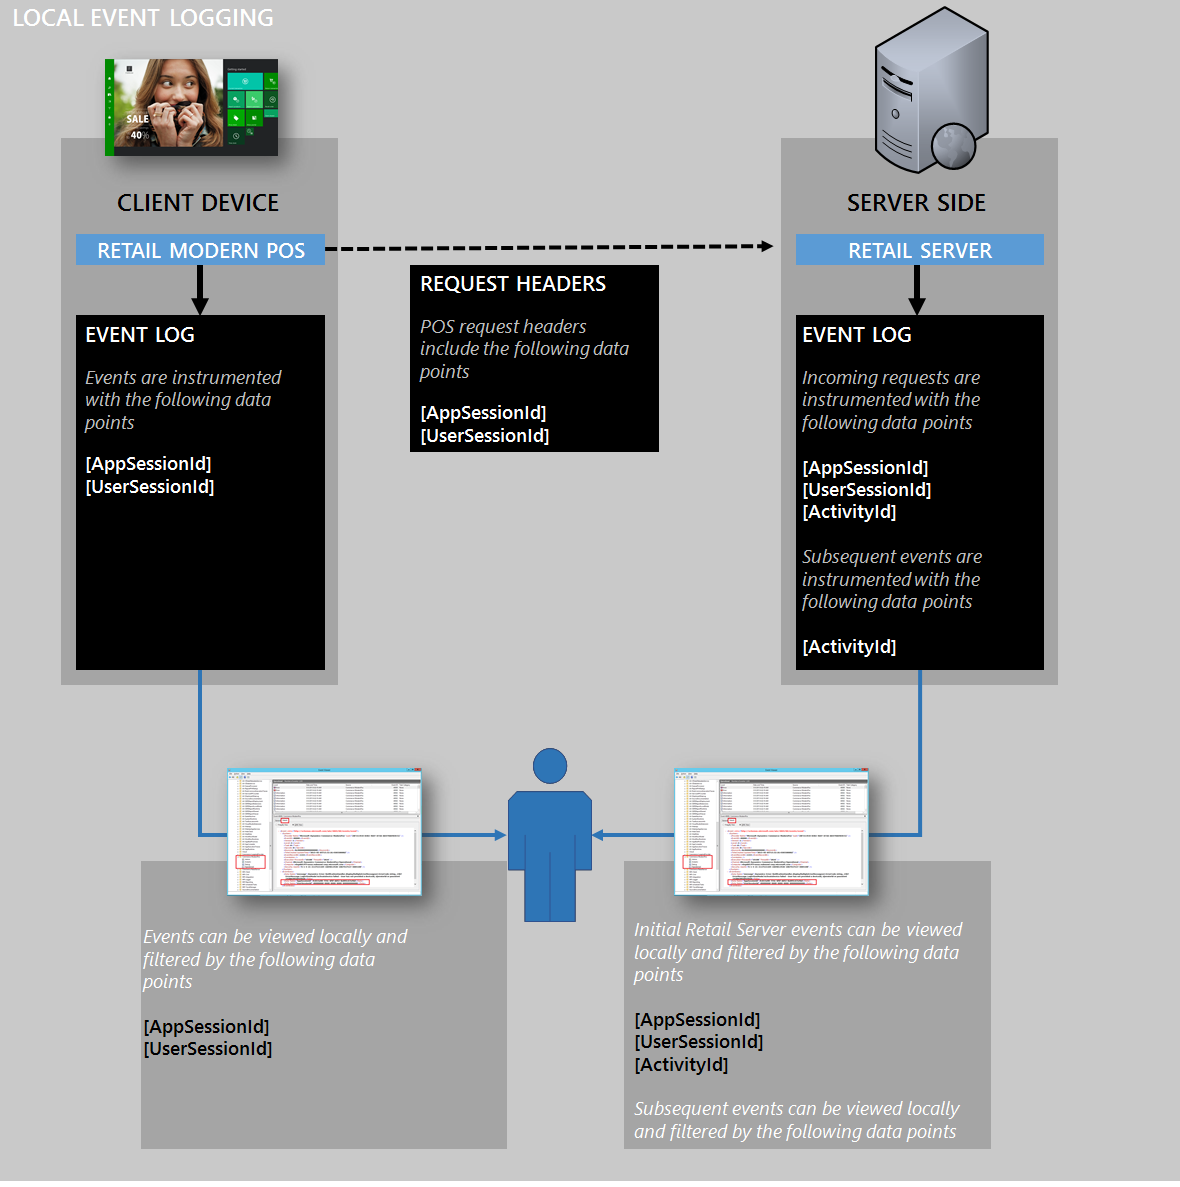 LOCAL EVENT LOGGING
SALE
40%
CLIENT DEVICE
RETAIL MODERN POS
EVENT LOG
Events are instrumented
with the following data
points
[AppSessionId]
[UserSessionId]
REQUEST HEADERS
POS request headers
include the following data
points
[AppSessionId]
[UserSessionId]
SERVER SIDE
RETAIL SERVER
EVENT LOG
Incoming requests are
instrumented with the
following data points
[AppSessionId]
[UserSessionId]
[ActivityId]
Subsequent events are
instrumented with the
following data points
[ActivityId]
Events can be viewed locally and
filtered by the following data
points
[AppSessionId]
[UserSessionId]
Initial Retail Server events can be viewed
locally and filtered by the following data
points
[AppSessionId]
[UserSessionId]
[ActivityId]
Subsequent events can be viewed locally
and filtered by the following data points